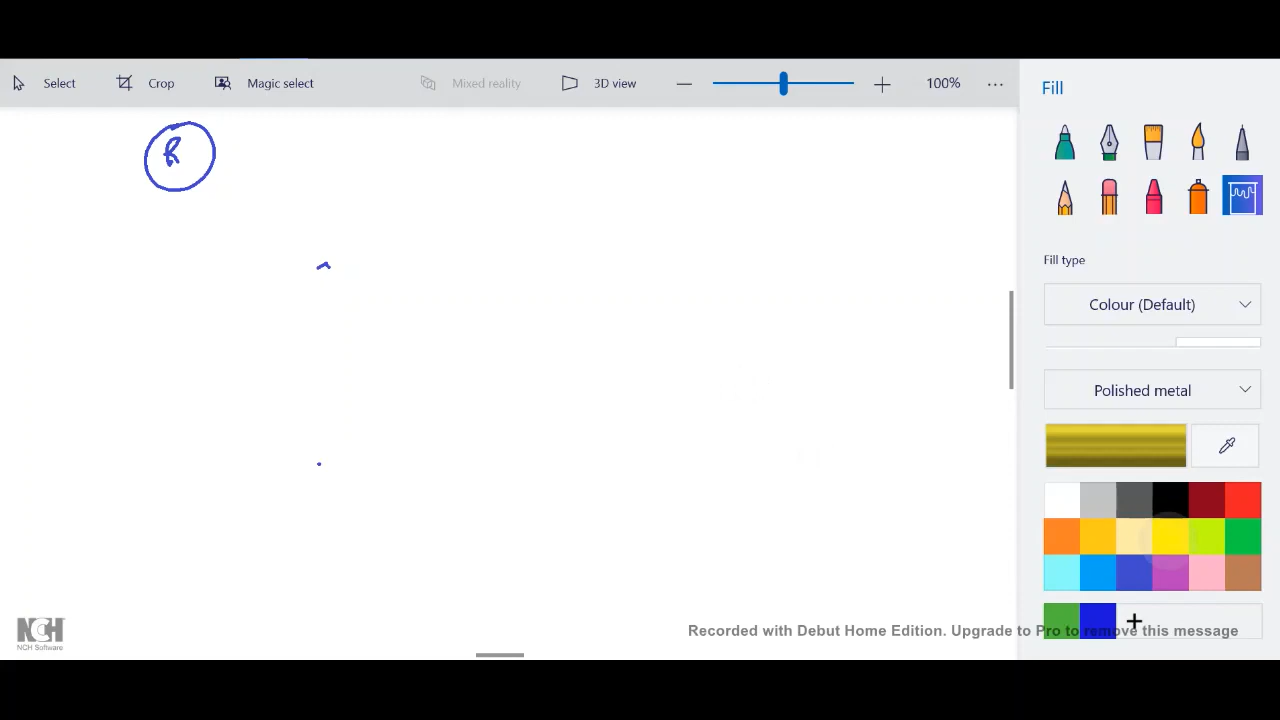 Select Crop Magic select Mixed reality 3D view 100% ...
Fill
R
Fill type
Colour (Default)
Polished metal
NCH
NCH Software
Recorded with Debut Home Edition. Upgrade to Pro to remove this message